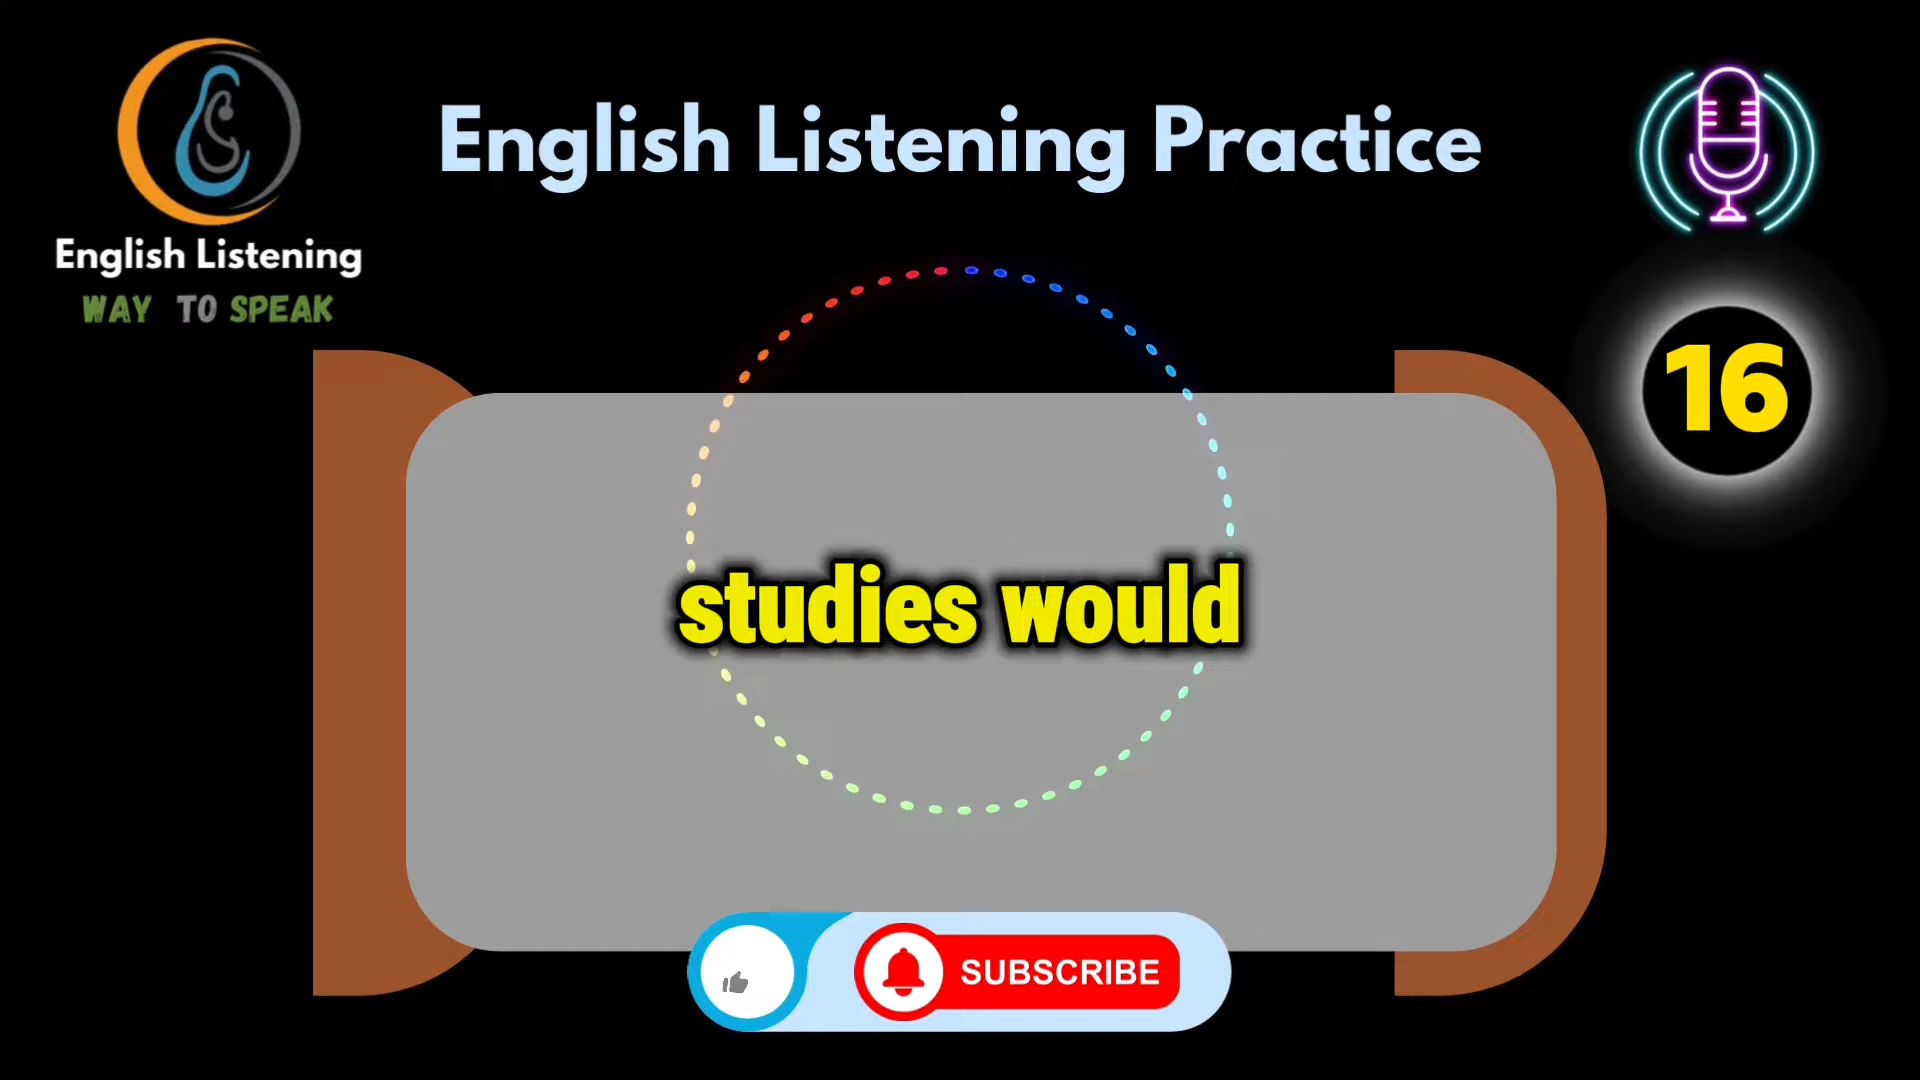 English Listening Practice
English Listening
WAY TO SPEAK
16
studies would
SUBSCRIBE